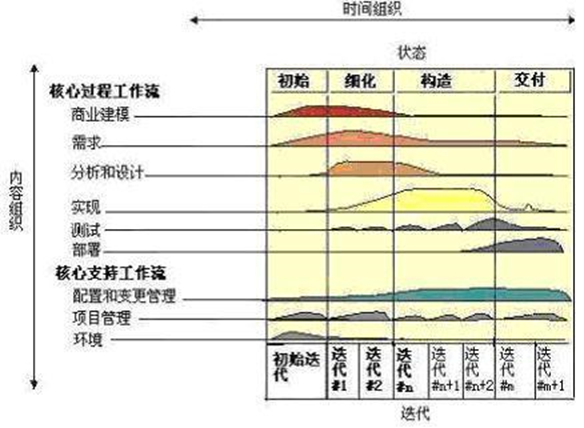 时间组织
状态
初始 细化 构造 交付
核心过程工作流
商业建模
需求
分析和设计
实现
测试
部署
核心支持工作流
配置和变更管理
项目管理
环境
内容组织
初始迭代
迭代#1
迭代#2
迭代#n
迭代#n+1
迭代#n+2
迭代#m
迭代#m+1
迭代